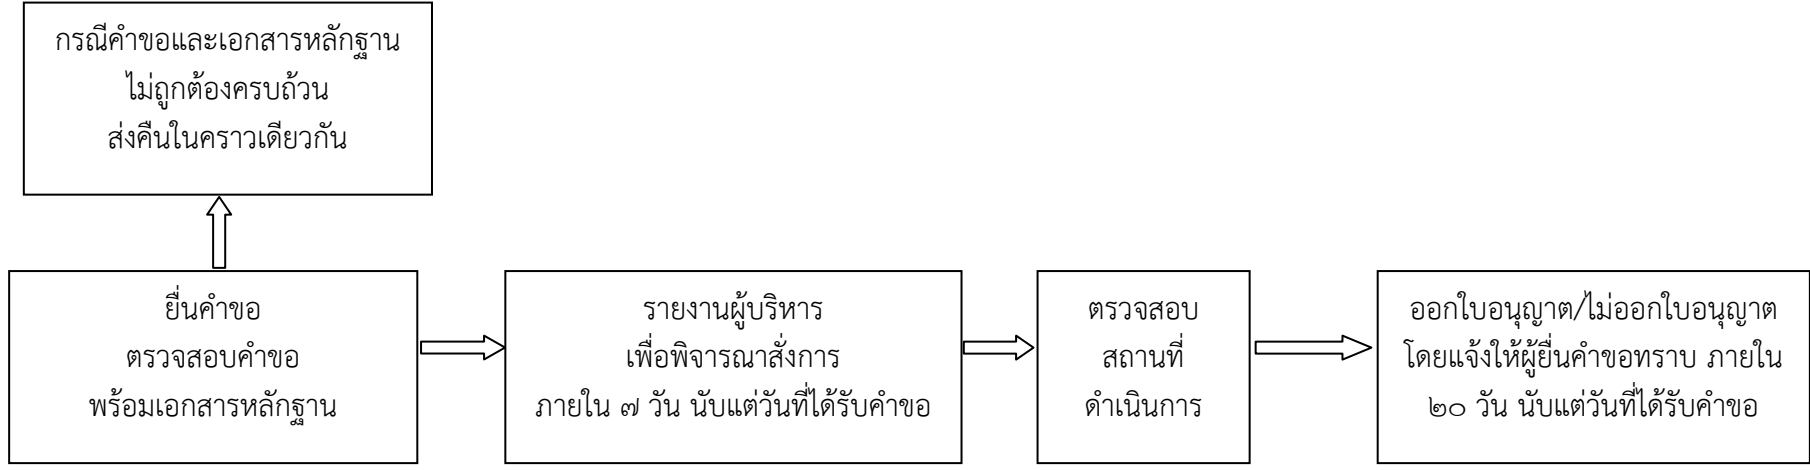 กรณีคำขอและเอกสารหลักฐาน
ไม่ถูกต้องครบถ้วน
ส่งคืนในคราวเดียวกัน
ยื่นคำขอ
ตรวจสอบคำขอ
พร้อมเอกสารหลักฐาน
รายงานผู้บริหาร
เพื่อพิจารณาสั่งการ
ภายใน ๗ วัน นับแต่วันที่ได้รับคำขอ
ตรวจสอบ
สถานที่
ดำเนินการ
ออกใบอนุญาต/ไม่ออกใบอนุญาต
โดยแจ้งให้ผู้ยื่นคำขอทราบ ภายใน
๒๐ วัน นับแต่วันที่ได้รับคำขอ